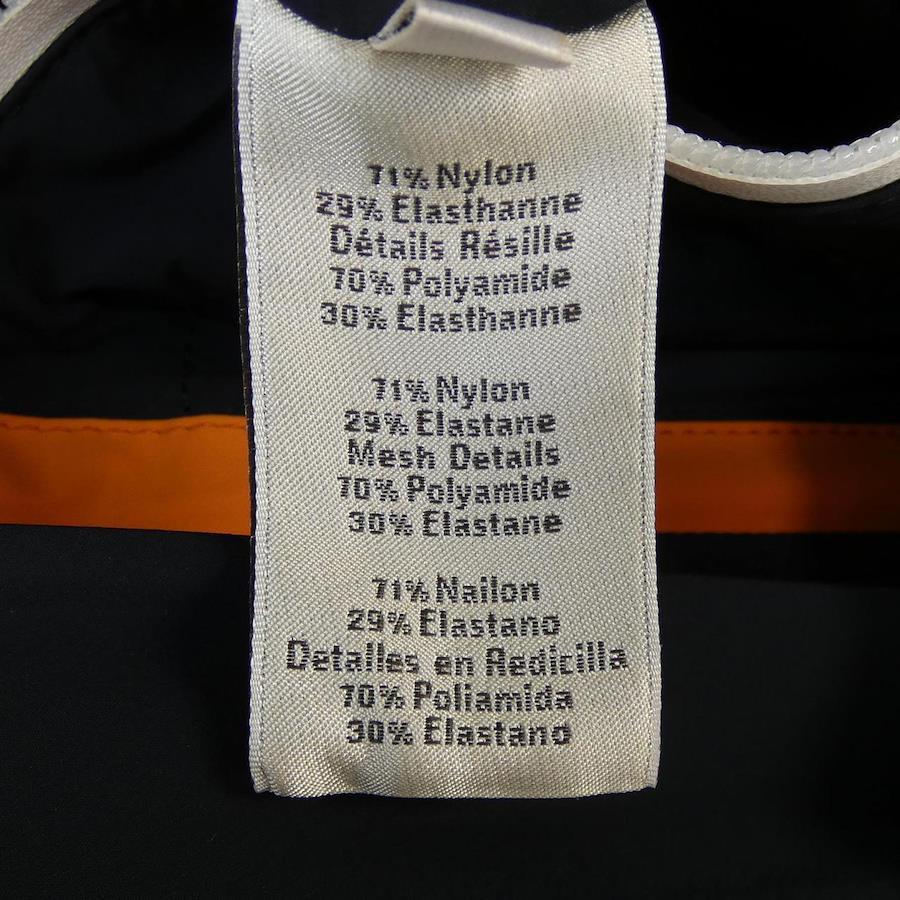 71% Nylon
29% Elasthanne
Détails Résille
70% Polyamide
30% Elasthanne
71% Nylon
29% Elastane
Mesh Details
70% Polyamide
30% Elastane
71% Nailon
29% Elastano
Detalles en Redicilla
70% Poliamida
30% Elastano